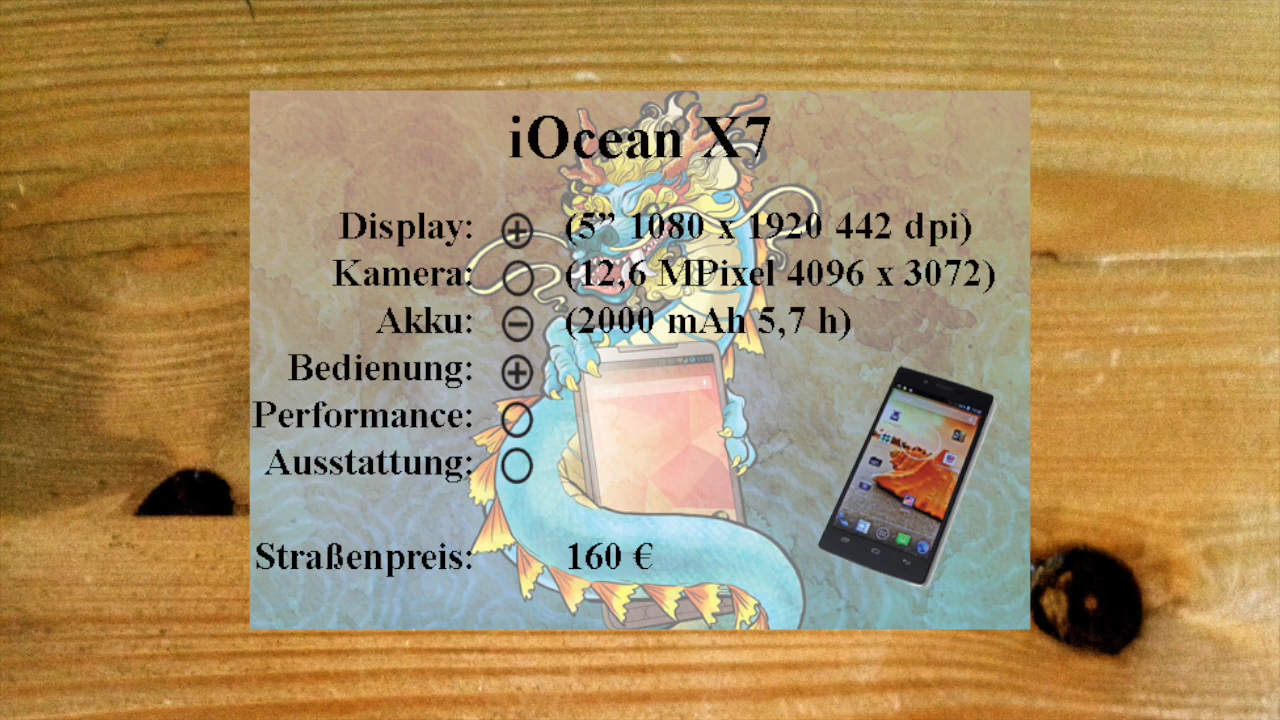 iOcean X7
Display: ⊕ (5” 1080 x 1920 442 dpi)
Kamera: ○ (12,6 MPixel 4096 x 3072)
Akku: ⊖ (2000 mAh 5,7 h)
Bedienung: ⊕
Performance: ○
Ausstattung: ○
Straßenpreis: 160 €